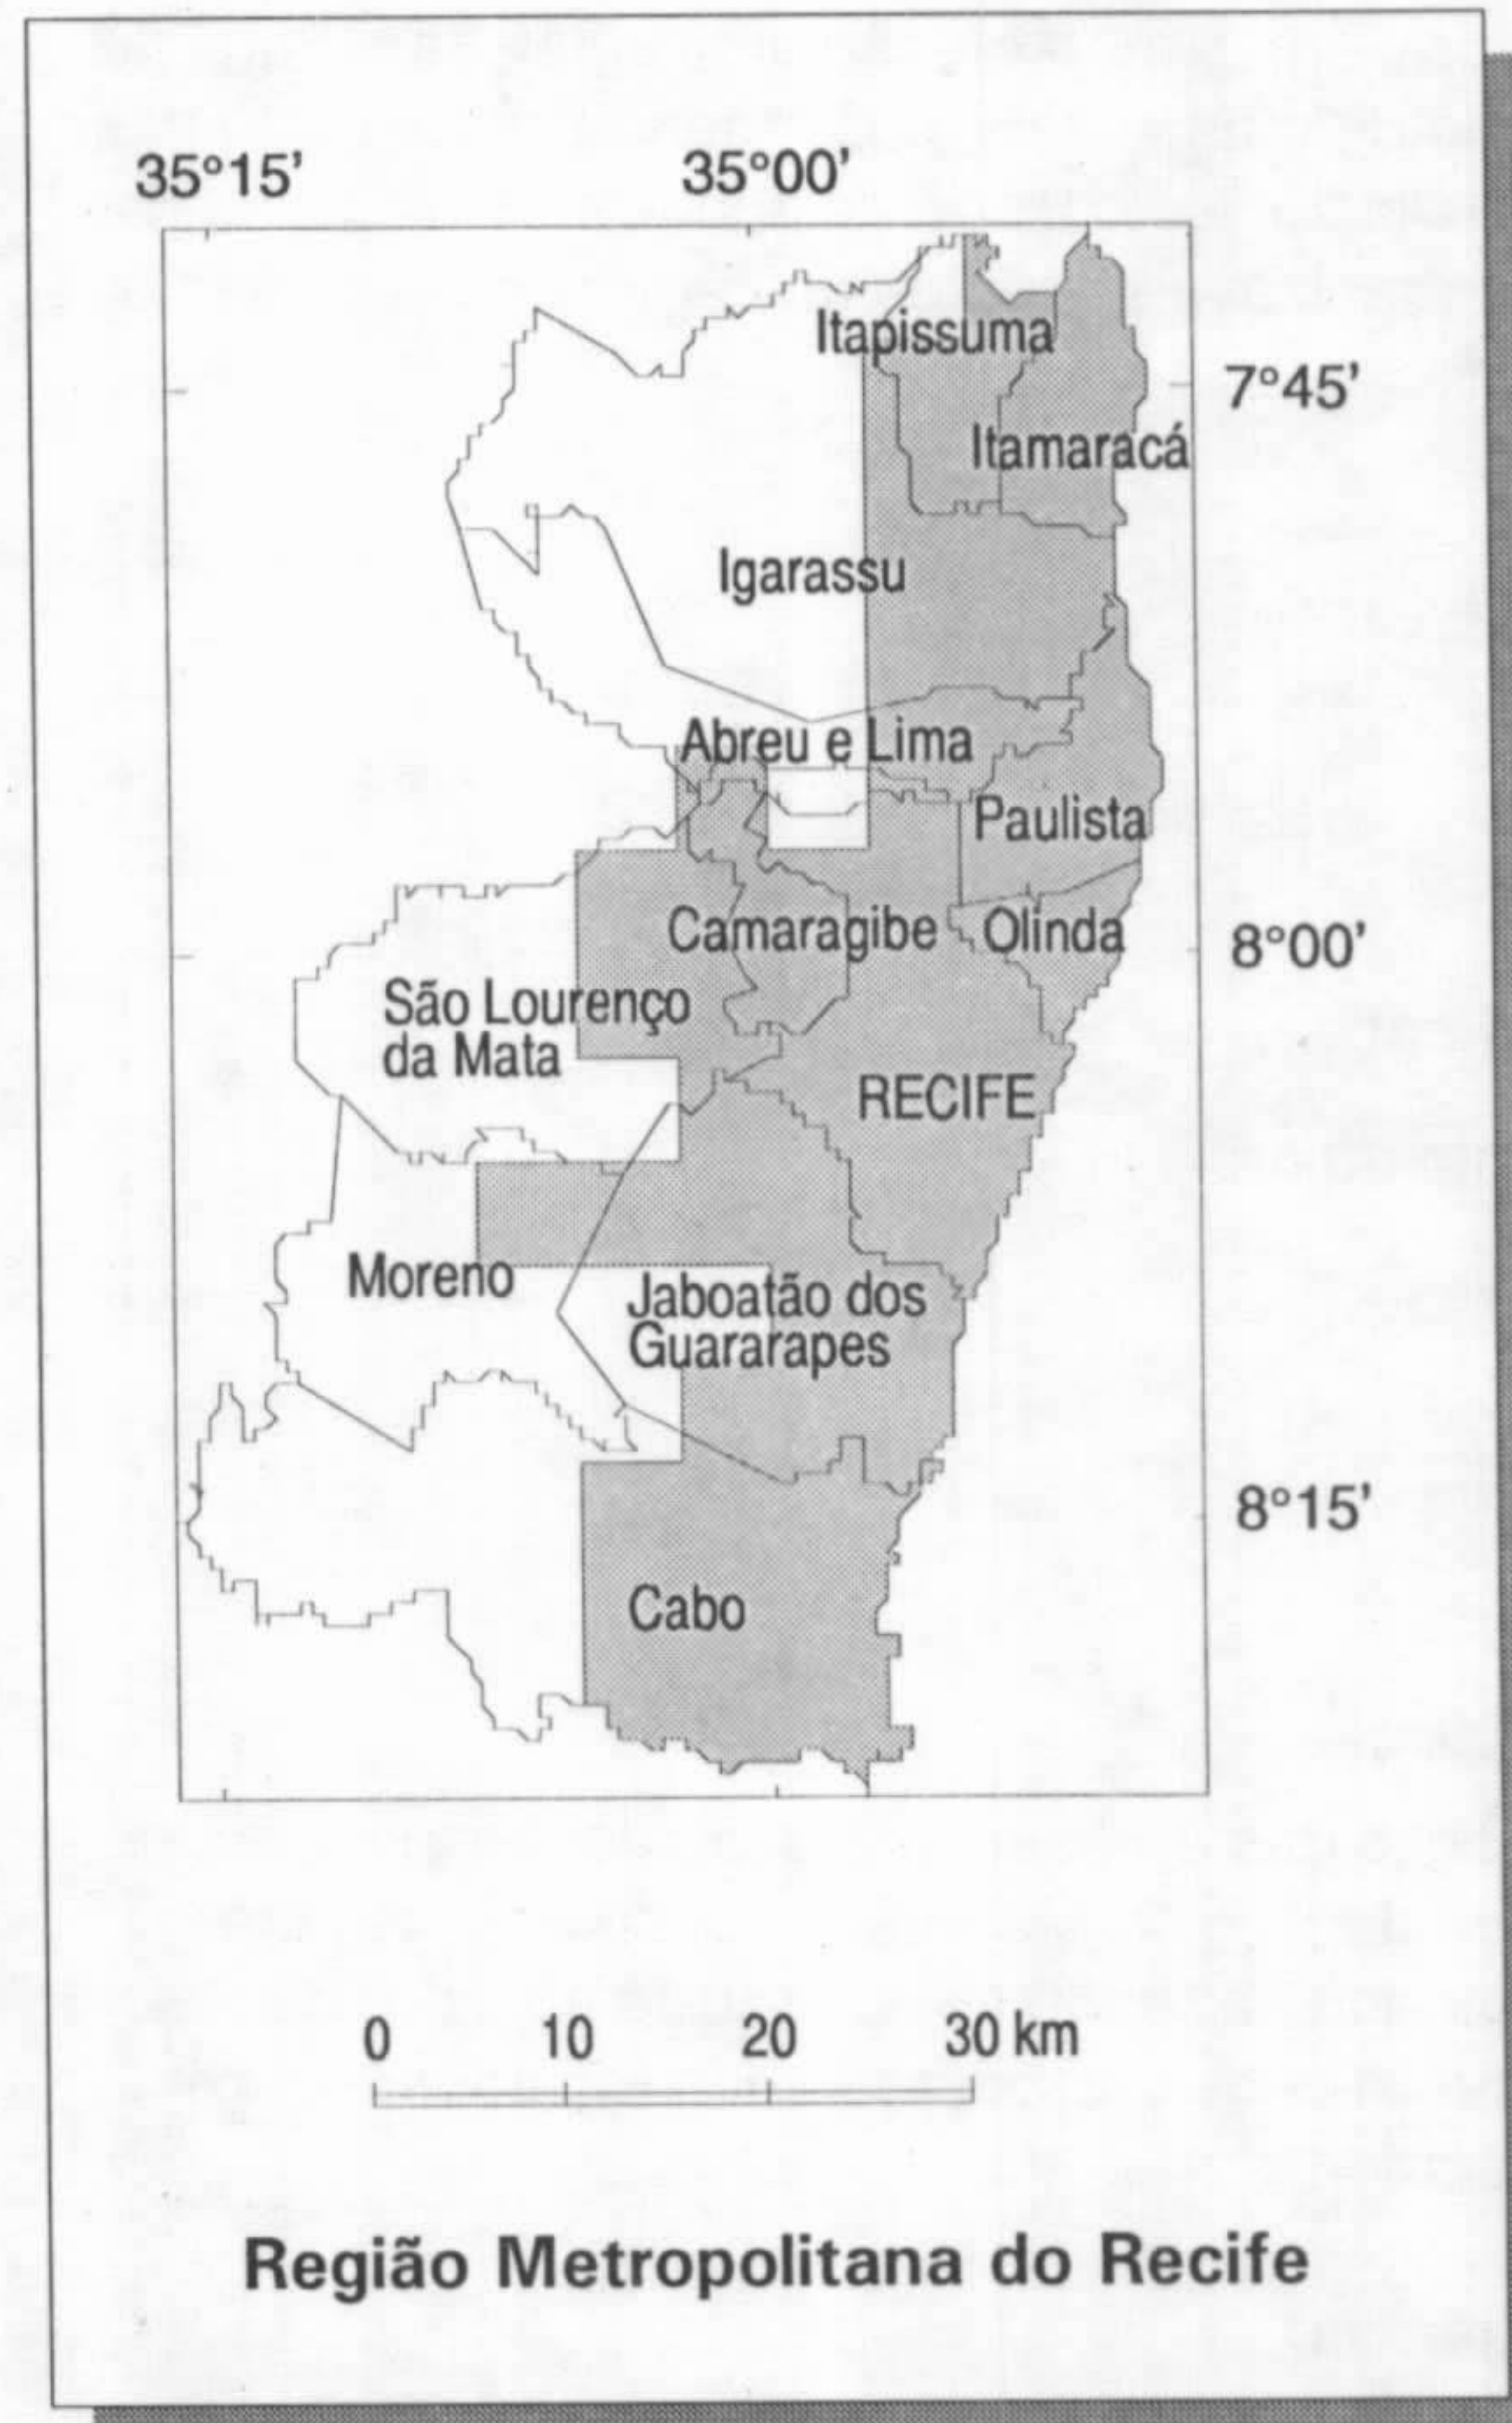 35°15’
35°00’
Itapissuma
7°45’
Itamaracá
Igarassu
Abreu e Lima
Paulista
Camaragibe
Olinda
8°00’
São Lourenço
da Mata
RECIFE
Moreno
Jaboatão dos
Guararapes
8°15’
Cabo
0 10 20 30 km
Região Metropolitana do Recife